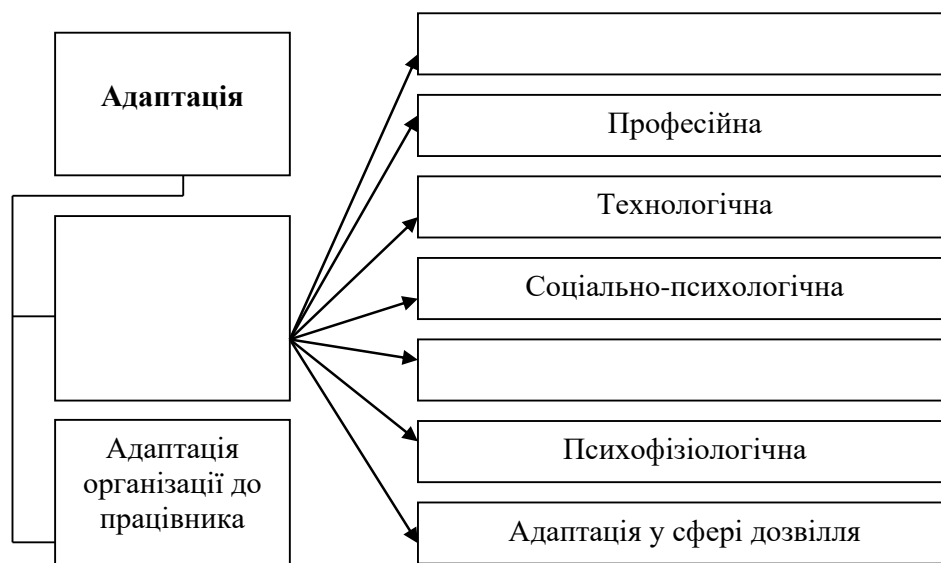 Адаптація
Адаптація
організації до
працівника
Професійна
Технологічна
Соціально-психологічна
Психофізіологічна
Адаптація у сфері дозвілля